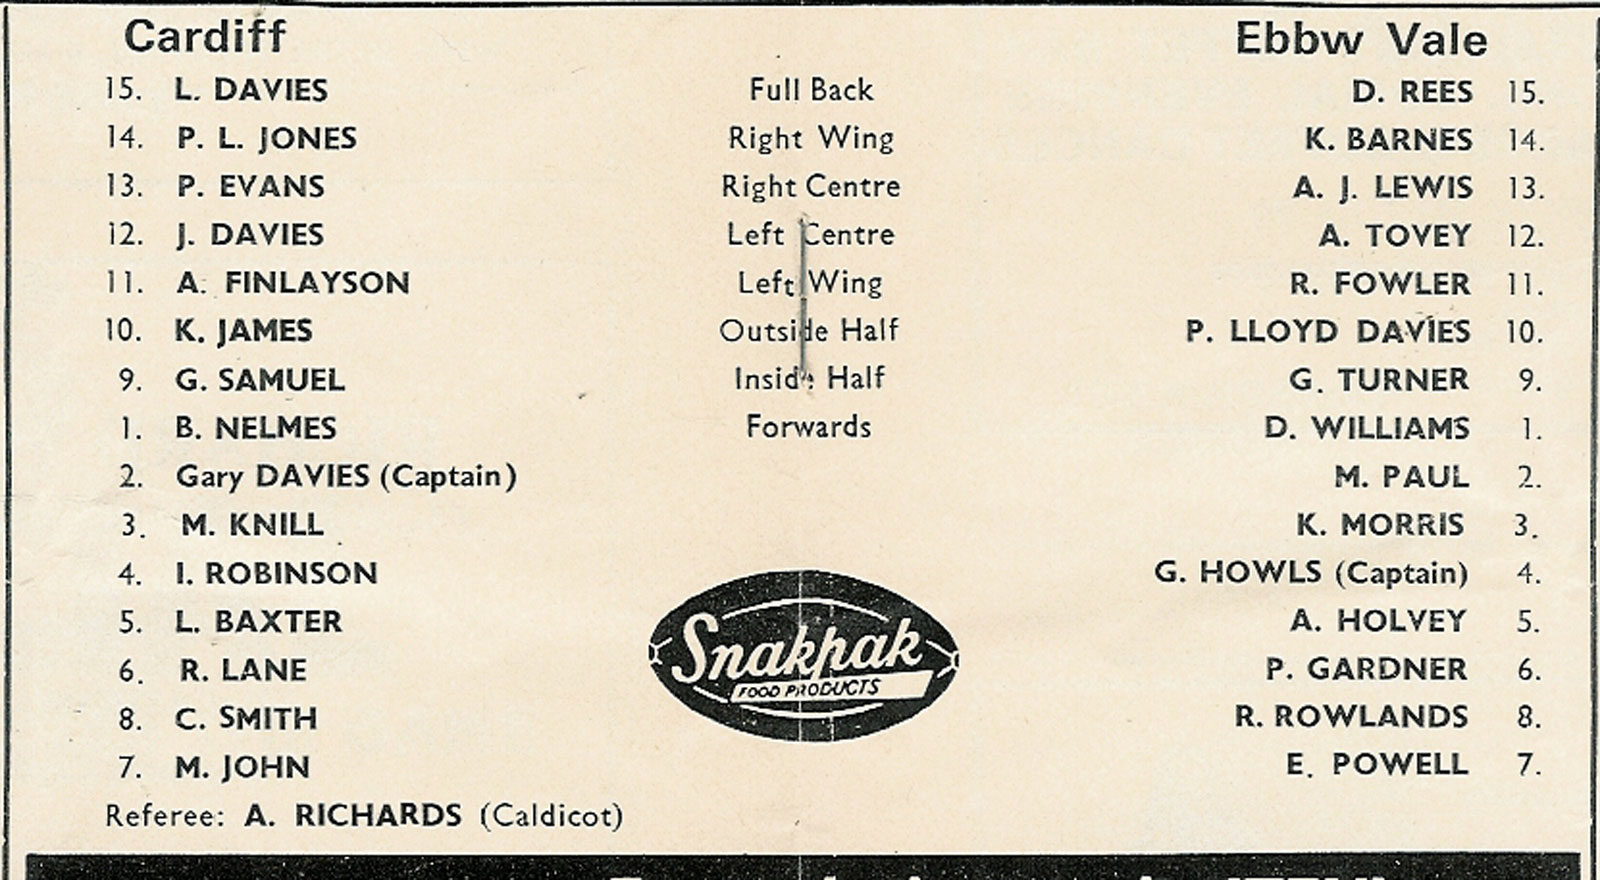 Cardiff Ebbw Vale
15. L. DAVIES Full Back D. REES 15.
14. P. L. JONES Right Wing K. BARNES 14.
13. P. EVANS Right Centre A. J. LEWIS 13.
12. J. DAVIES Left Centre A. TOVEY 12.
11. A. FINLAYSON Left Wing R. FOWLER 11.
10. K. JAMES Outside Half P. LLOYD DAVIES 10.
9. G. SAMUEL Inside Half G. TURNER 9.
1. B. NELMES Forwards D. WILLIAMS 1.
2. Gary DAVIES (Captain) M. PAUL 2.
3. M. KNILL K. MORRIS 3.
4. I. ROBINSON G. HOWLS (Captain) 4.
5. L. BAXTER A. HOLVEY 5.
6. R. LANE P. GARDNER 6.
8. C. SMITH R. ROWLANDS 8.
7. M. JOHN E. POWELL 7.
Snakpak
FOOD PRODUCTS
Referee: A. RICHARDS (Caldicot)